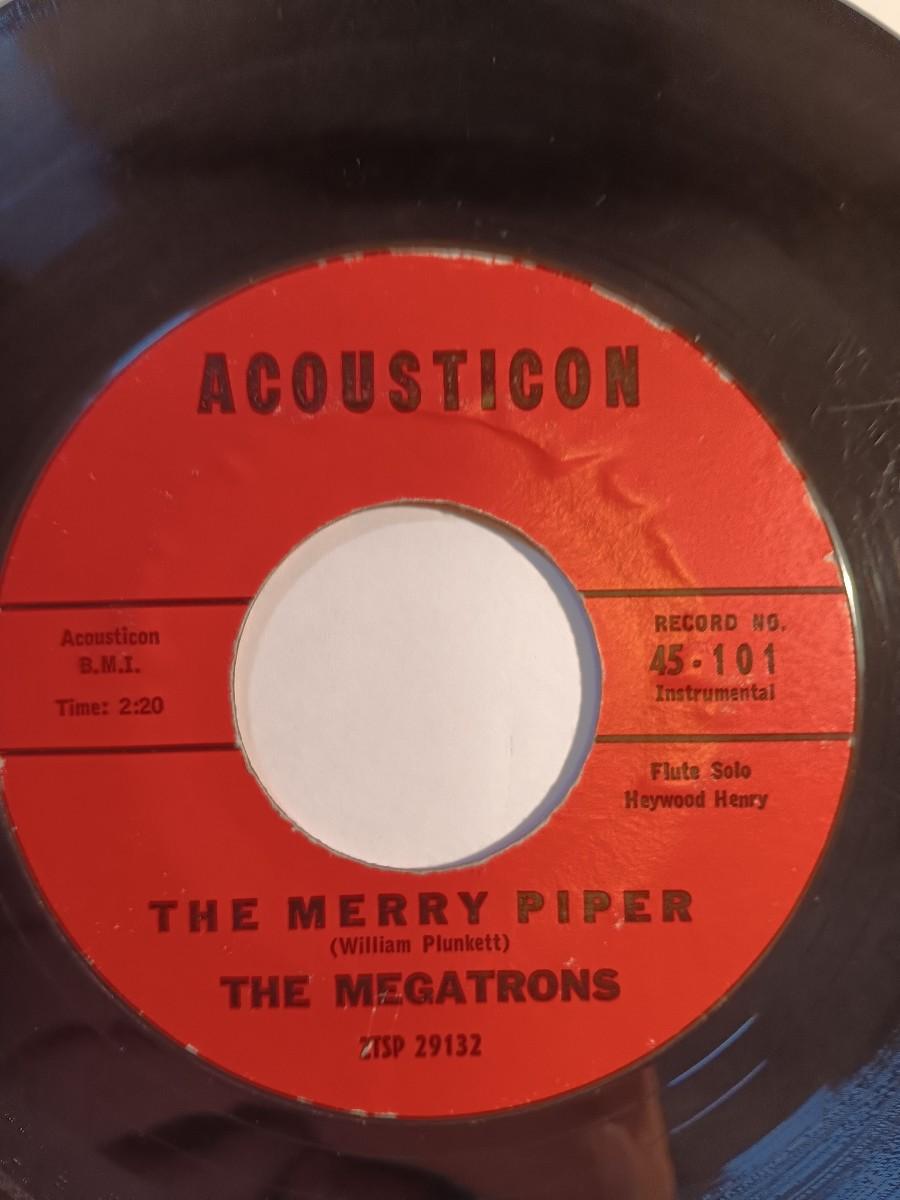 ACOUSTICON
Acousticon
B.M.I.
Time: 2:20
RECORD NO.
45-101
Instrumental
Flute Solo
Heywood Henry
THE MERRY PIPER
(William Plunkett)
THE MEGATRONS
ZTSP 29132